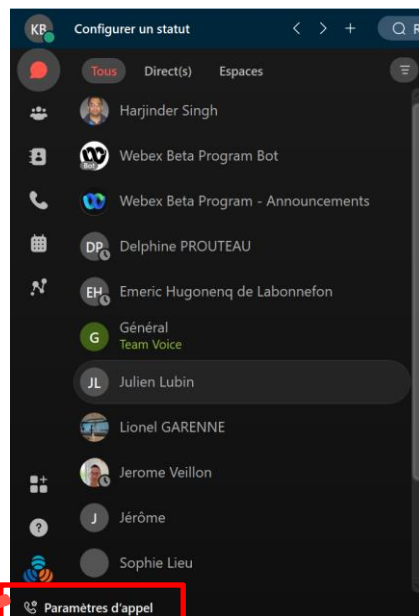 KB Configurer un statut
R
Tous Direct(s) Espaces
Harjinder Singh
Bot Webex Beta Program Bot
Webex Beta Program - Announcements
DP Delphine PROUTEAU
EH Emeric Hugonenq de Labonnefon
G Général
Team Voice
JL Julien Lubin
Lionel GARENNE
Jerome Veillon
J Jérôme
Sophie Lieu
Paramètres d'appel